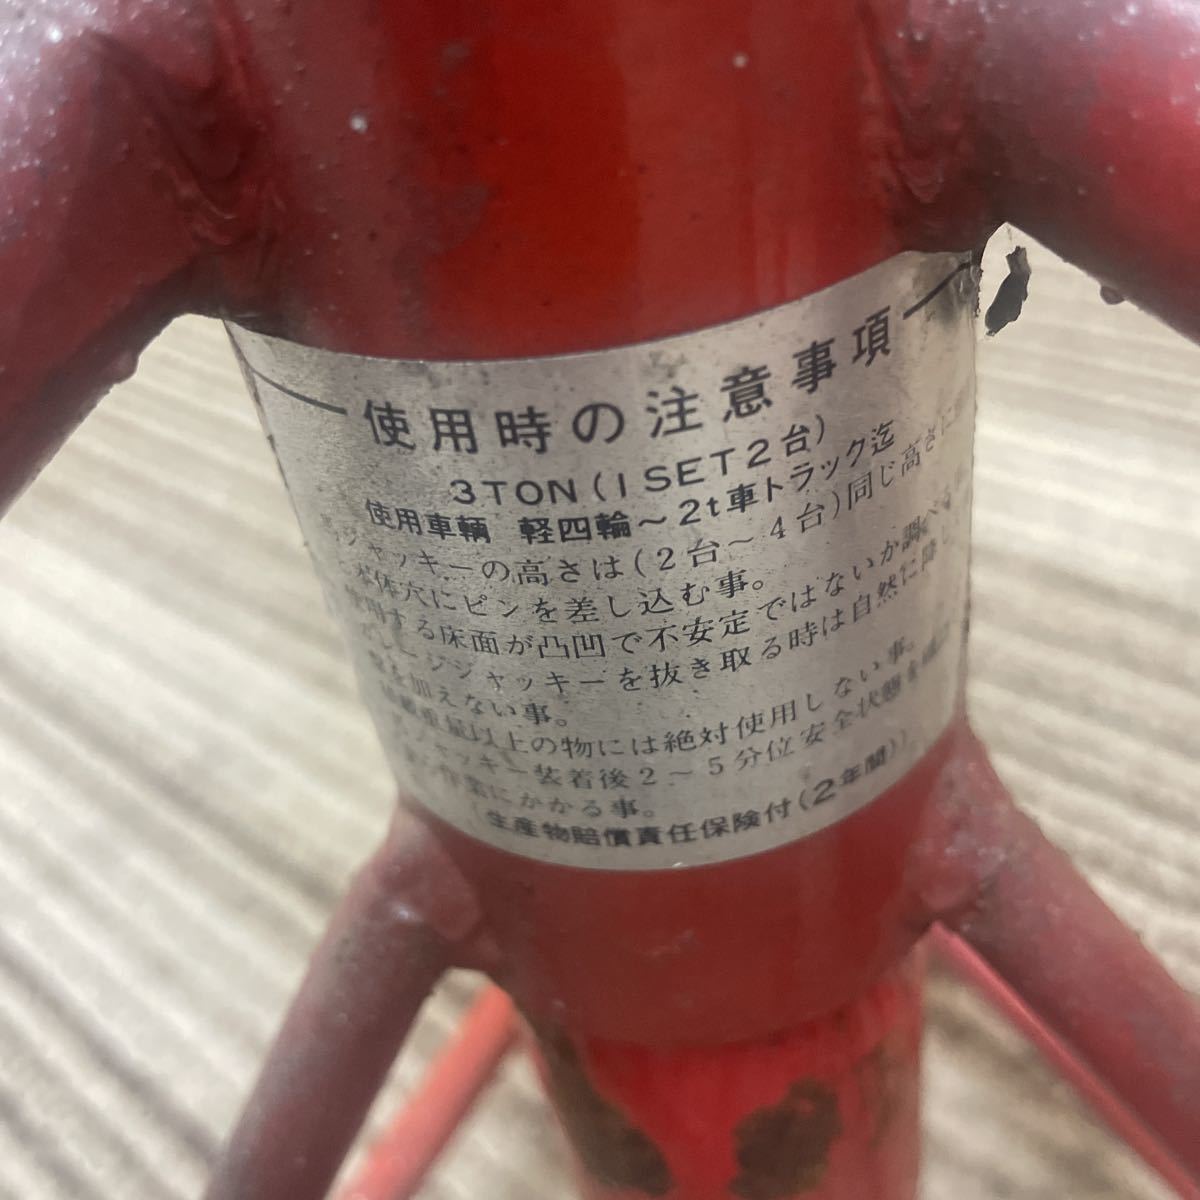 使用時の注意事項
3TON(1SET2台)
使用車輌 軽四輪~2t車トラック迄
ジャッキーの高さは(2台~4台)同じ高さに
本体穴にピンを差し込む事。
使用する床面が凸凹で不安定ではないか調べる
ガレージジャッキーを抜き取る時は自然に降し
を加えない事。
重量以上の物には絶対使用しない事。
ジャッキー装着後2~5分位安全状態を確
作業にかかる事。
(生産物賠償責任保険付(2年間))